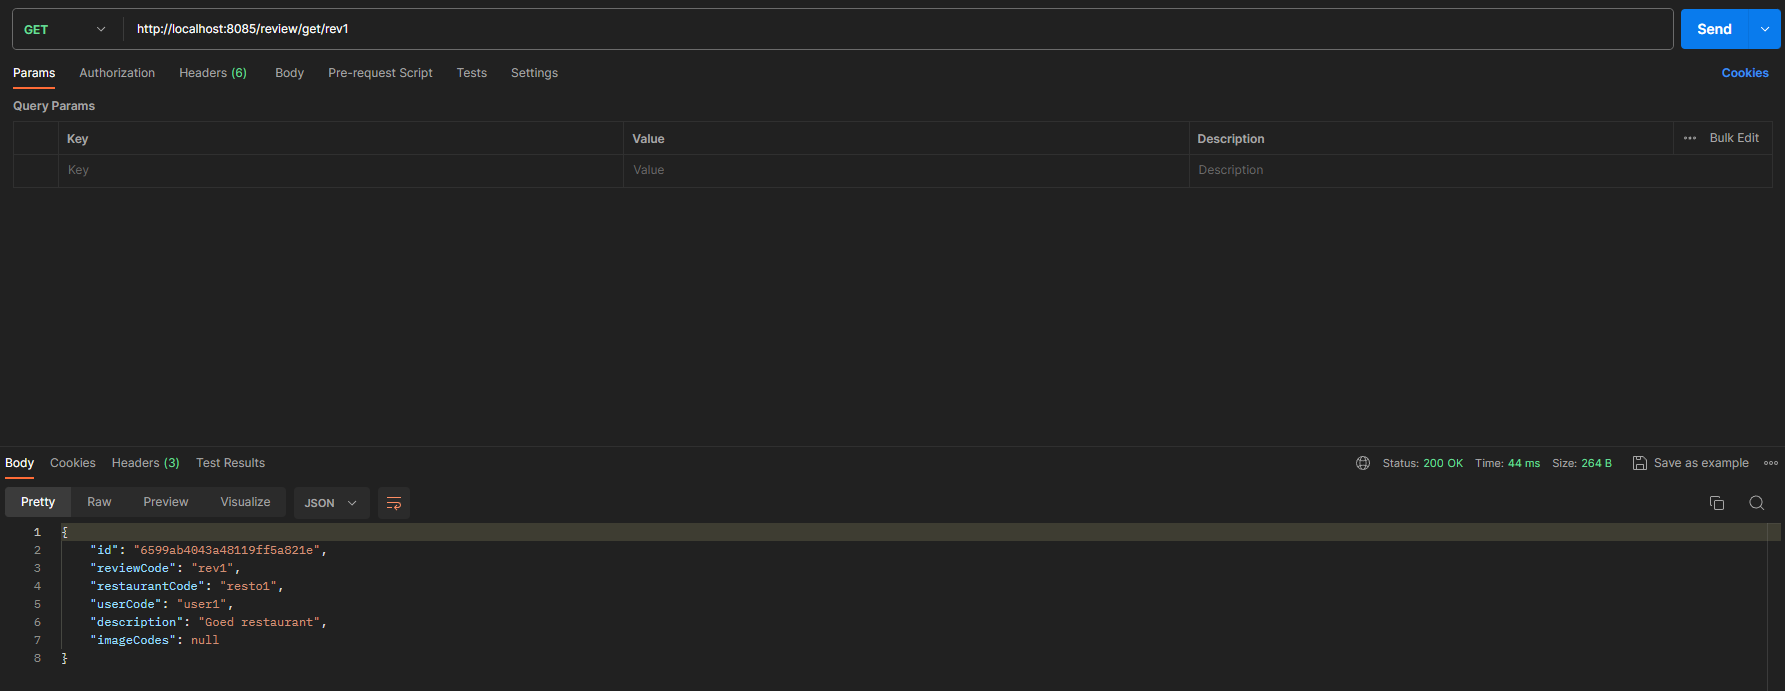 GET http://localhost:8085/review/get/rev1 Send
Params Authorization Headers (6) Body Pre-request Script Tests Settings Cookies
Query Params
Key Value Description ••• Bulk Edit
Key Value Description
Body Cookies Headers (3) Test Results Status: 200 OK Time: 44 ms Size: 264 B Save as example
Pretty Raw Preview Visualize JSON
1 {
2 "id": "6599ab4043a48119ff5a821e",
3 "reviewCode": "rev1",
4 "restaurantCode": "resto1",
5 "userCode": "user1",
6 "description": "Goed restaurant",
7 "imageCodes": null
8 }